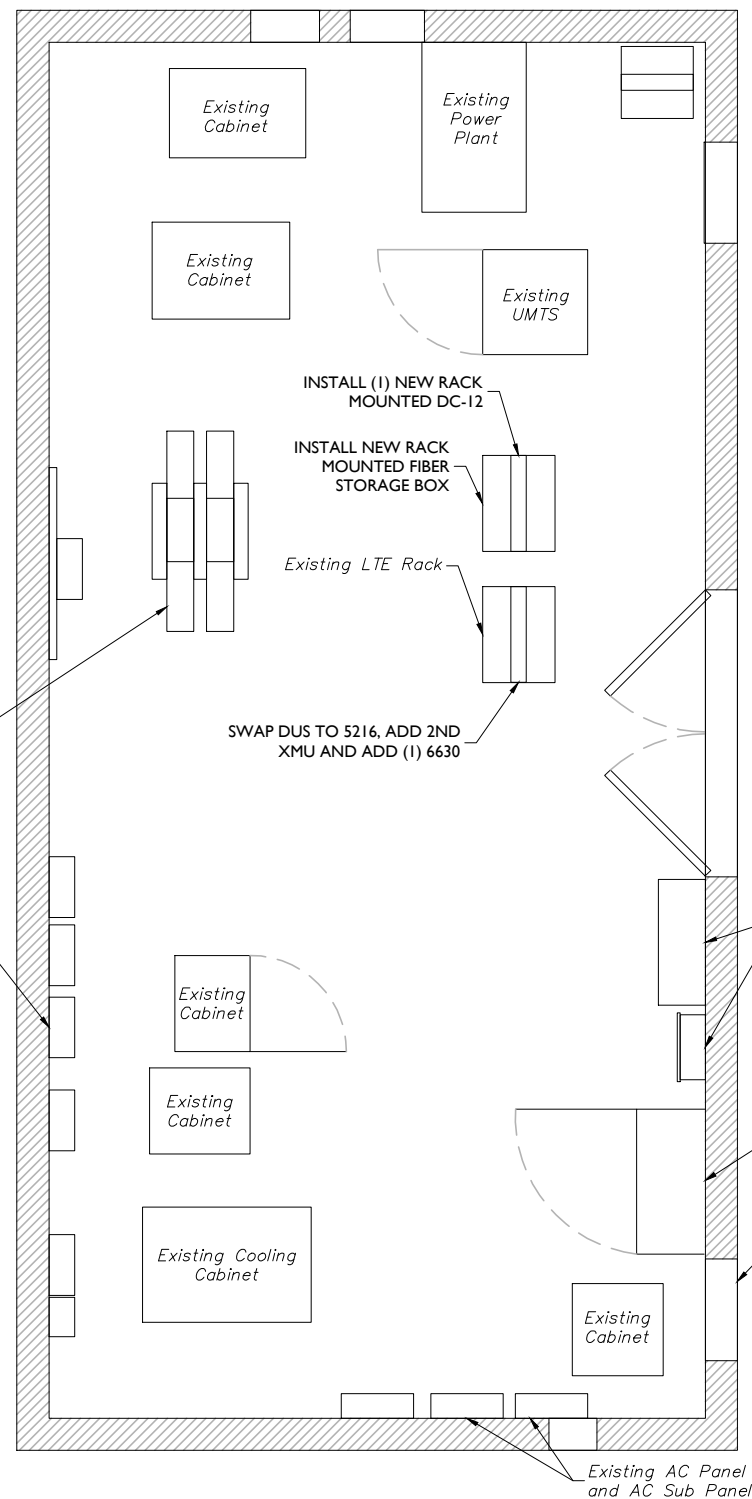 Existing
Cabinet
Existing
Power
Plant
Existing
Cabinet
Existing
UMTS
INSTALL (1) NEW RACK
MOUNTED DC-12
INSTALL NEW RACK
MOUNTED FIBER
STORAGE BOX
Existing LTE Rack
SWAP DUS TO 5216, ADD 2ND
XMU AND ADD (1) 6630
Existing
Cabinet
Existing
Cabinet
Existing Cooling
Cabinet
Existing
Cabinet
Existing AC Panel
and AC Sub Panel